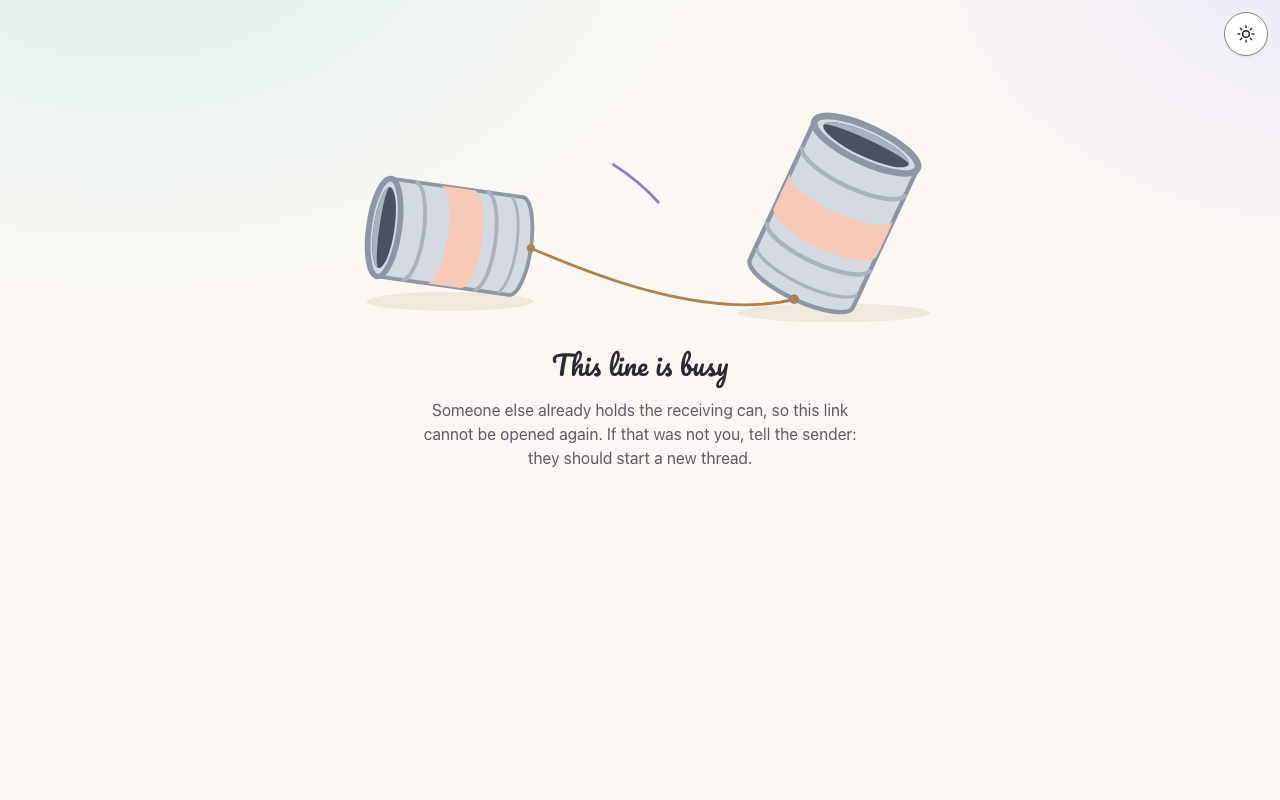 This line is busy
Someone else already holds the receiving can, so this link
cannot be opened again. If that was not you, tell the sender:
they should start a new thread.